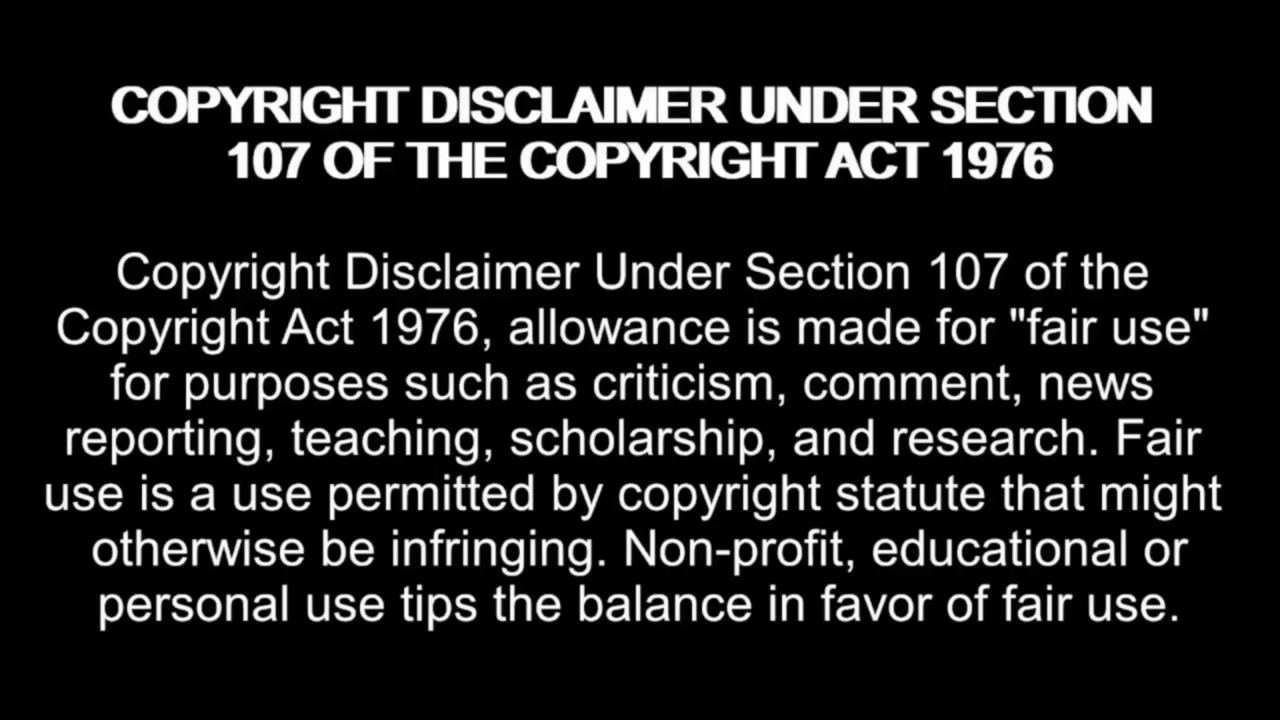 COPYRIGHT DISCLAIMER UNDER SECTION
107 OF THE COPYRIGHT ACT 1976
Copyright Disclaimer Under Section 107 of the
Copyright Act 1976, allowance is made for "fair use"
for purposes such as criticism, comment, news
reporting, teaching, scholarship, and research. Fair
use is a use permitted by copyright statute that might
otherwise be infringing. Non-profit, educational or
personal use tips the balance in favor of fair use.